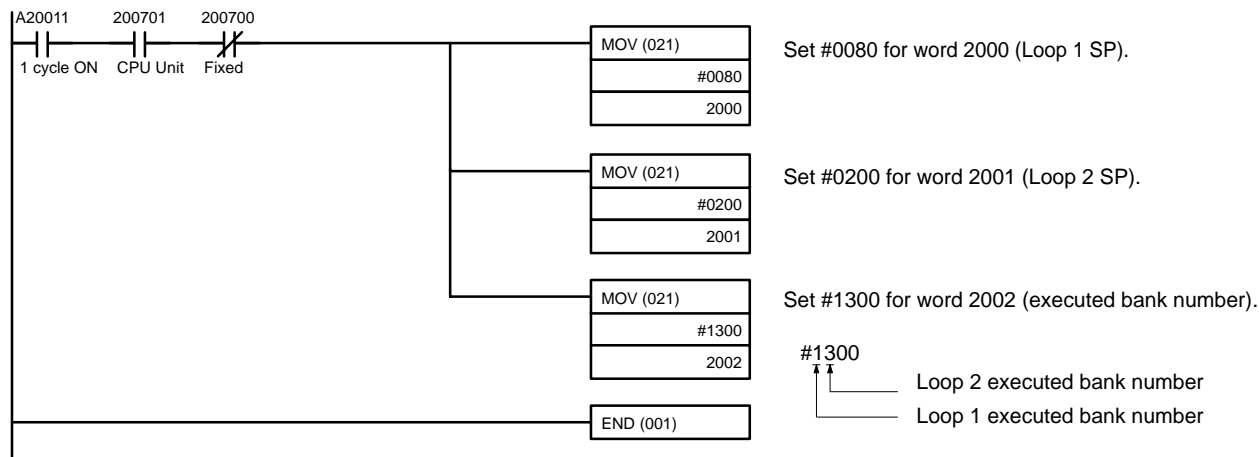 A20011 200701 200700
1 cycle ON CPU Unit Fixed
MOV (021)
#0080
2000
Set #0080 for word 2000 (Loop 1 SP).
MOV (021)
#0200
2001
Set #0200 for word 2001 (Loop 2 SP).
MOV (021)
#1300
2002
Set #1300 for word 2002 (executed bank number).
#1300
Loop 2 executed bank number
Loop 1 executed bank number
END (001)